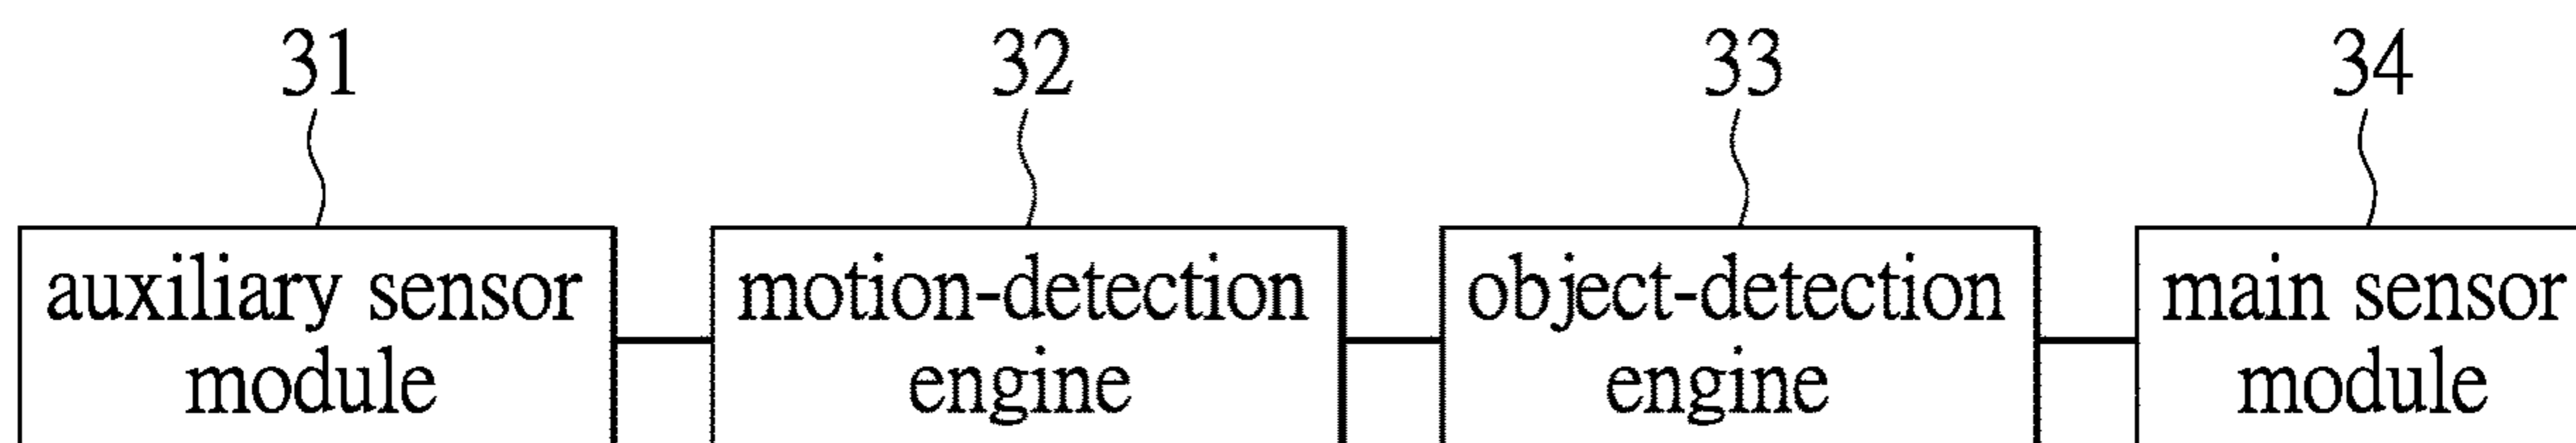 31 32 33 34
auxiliary sensor motion-detection object-detection main sensor
module engine engine module